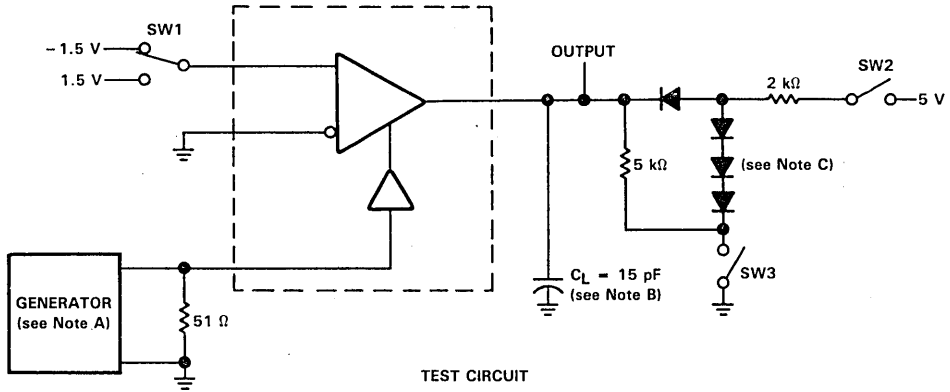 SW1
−1.5 V
1.5 V
OUTPUT
SW2
2 kΩ
5 V
5 kΩ
(see Note C)
CL = 15 pF
(see Note B)
SW3
GENERATOR
(see Note A)
51 Ω
TEST CIRCUIT